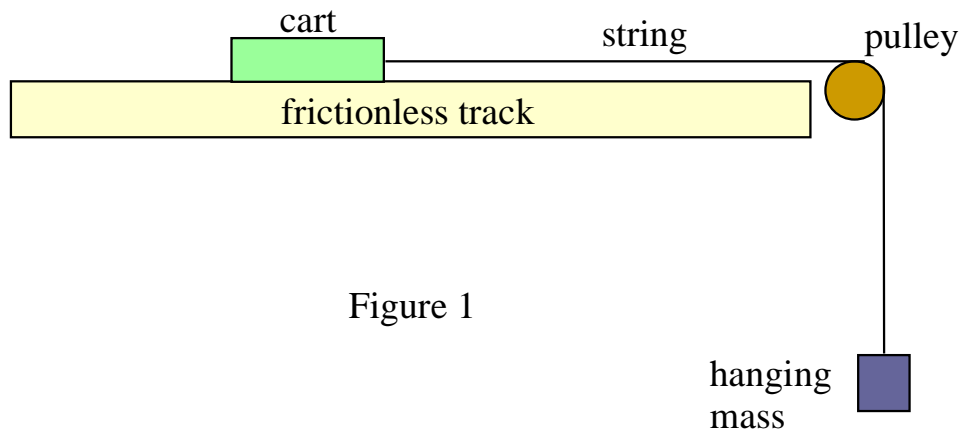 cart
string
pulley
frictionless track
Figure 1
hanging
mass